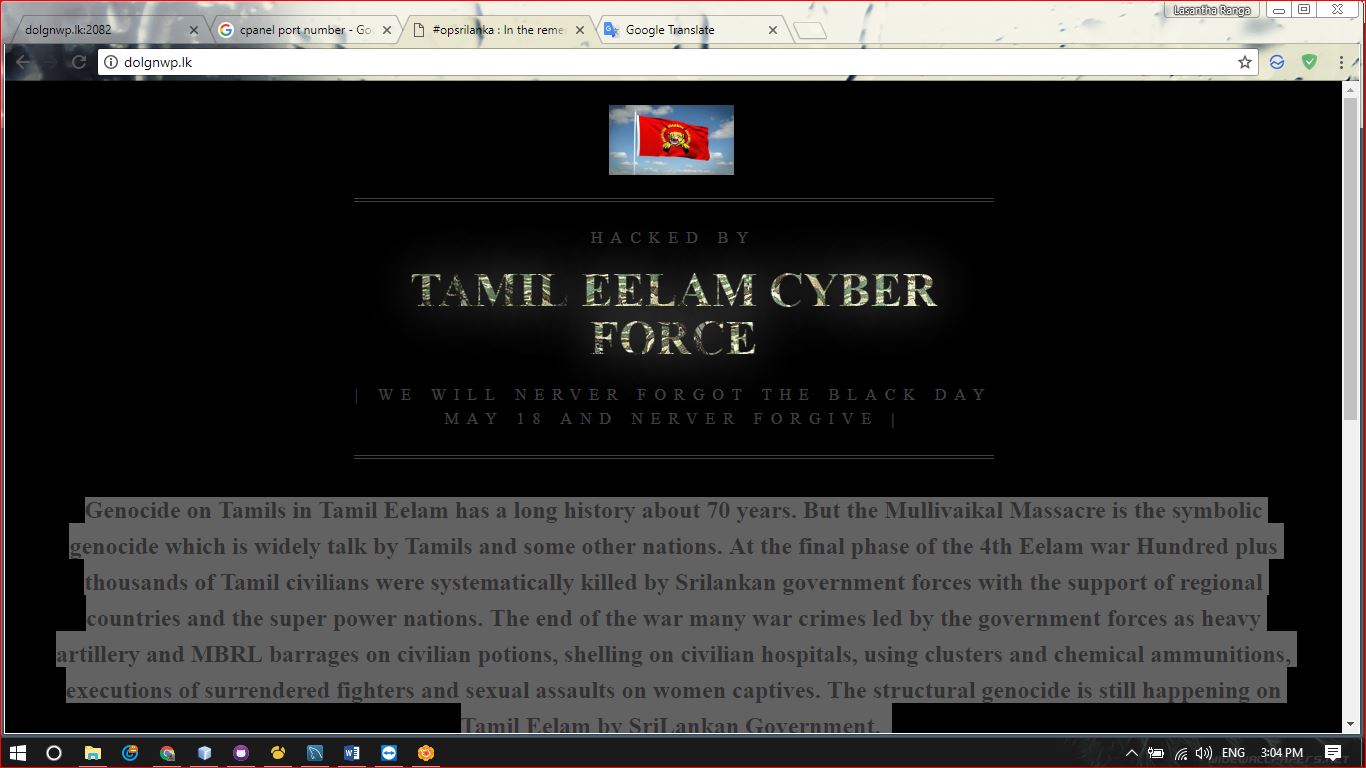 Lasantha Ranga
dolgnwp.lk:2082
cpanel port number - Go
#opsrilanka : In the reme
Google Translate
dolgnwp.lk
HACKED BY
TAMIL EELAM CYBER
FORCE
| WE WILL NERVER FORGOT THE BLACK DAY
MAY 18 AND NERVER FORGIVE |
Genocide on Tamils in Tamil Eelam has a long history about 70 years. But the Mullivaikal Massacre is the symbolic
genocide which is widely talk by Tamils and some other nations. At the final phase of the 4th Eelam war Hundred plus
thousands of Tamil civilians were systematically killed by Srilankan government forces with the support of regional
countries and the super power nations. The end of the war many war crimes led by the government forces as heavy
artillery and MBRL barrages on civilian potions, shelling on civilian hospitals, using clusters and chemical ammunitions,
executions of surrendered fighters and sexual assaults on women captives. The structural genocide is still happening on
Tamil Eelam by SriLankan Government.
ENG
3:04 PM